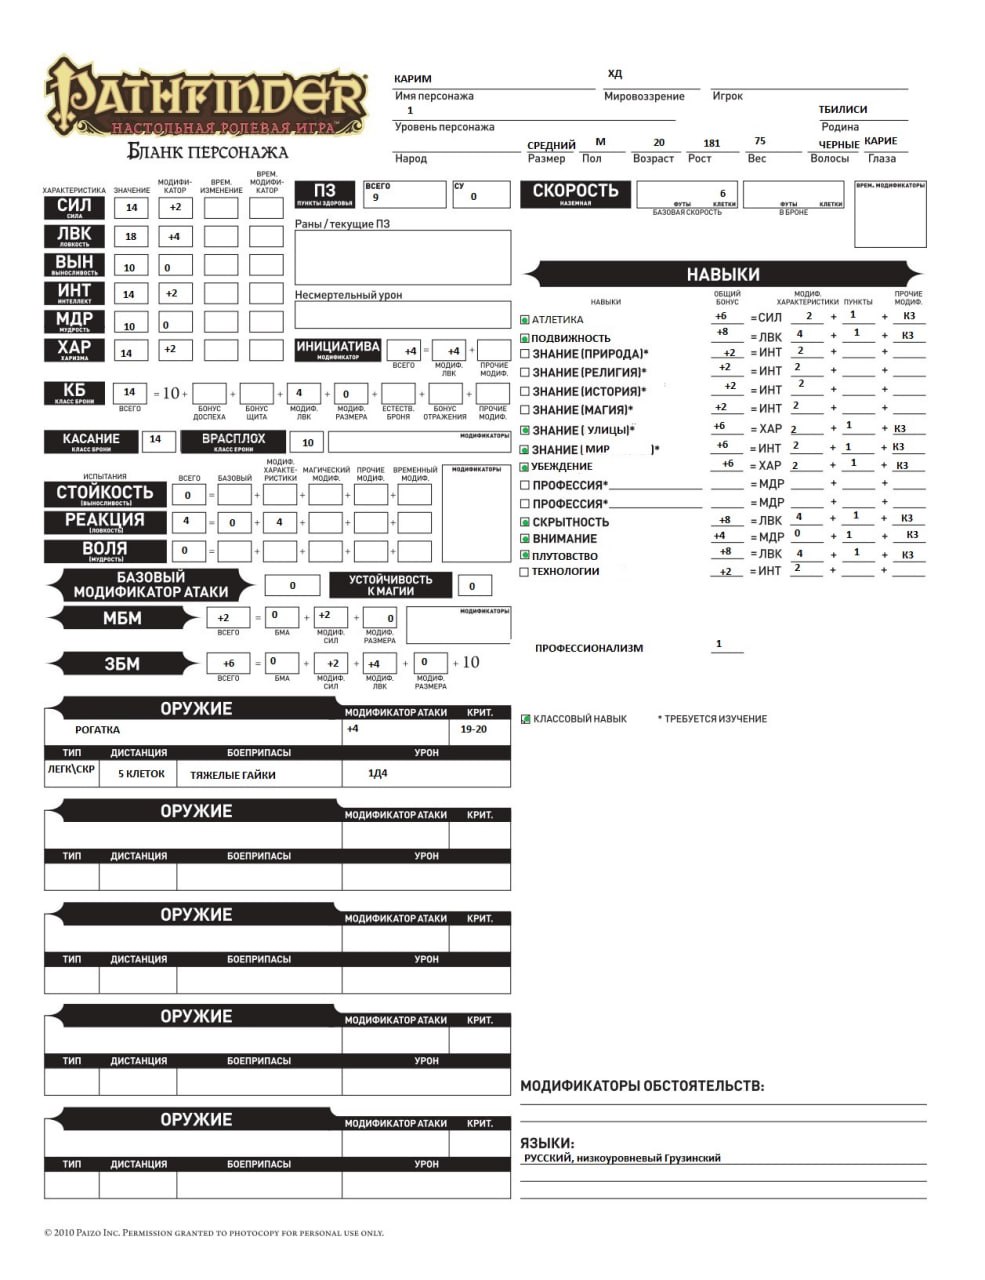 PATHFINDER
НАСТОЛЬНАЯ РОЛЕВАЯ ИГРА™
БЛАНК ПЕРСОНАЖА
КАРИМ ХД
Имя персонажа Мировоззрение Игрок
1 ТБИЛИСИ
Уровень персонажа Родина
СРЕДНИЙ М 20 181 75 ЧЕРНЫЕ КАРИЕ
Народ Размер Пол Возраст Рост Вес Волосы Глаза
ХАРАКТЕРИСТИКА ЗНАЧЕНИЕ МОДИФИ-КАТОР ВРЕМ. ИЗМЕНЕНИЕ ВРЕМ. МОДИФИ-КАТОР
СИЛ СИЛА 14 +2
ЛВК ЛОВКОСТЬ 18 +4
ВЫН ВЫНОСЛИВОСТЬ 10 0
ИНТ ИНТЕЛЛЕКТ 14 +2
МДР МУДРОСТЬ 10 0
ХАР ХАРИЗМА 14 +2
ПЗ ПУНКТЫ ЗДОРОВЬЯ ВСЕГО 9 СУ 0
Раны / текущие ПЗ
Несмертельный урон
ИНИЦИАТИВА МОДИФИКАТОР +4 = +4 +
ВСЕГО МОДИФ. ЛВК ПРОЧИЕ МОДИФ.
КБ КЛАСС БРОНИ 14 = 10 + + + 4 + 0 + + +
ВСЕГО БОНУС ДОСПЕХА БОНУС ЩИТА МОДИФ. ЛВК МОДИФ. РАЗМЕРА ЕСТЕСТВ. БРОНЯ БОНУС ОТРАЖЕНИЯ ПРОЧИЕ МОДИФ.
КАСАНИЕ КЛАСС БРОНИ 14 ВРАСПЛОХ КЛАСС БРОНИ 10 МОДИФИКАТОРЫ
ИСПЫТАНИЯ ВСЕГО БАЗОВЫЙ МОДИФ. ХАРАКТЕ-РИСТИКИ МАГИЧЕСКИЙ МОДИФ. ПРОЧИЕ МОДИФ. ВРЕМЕННЫЙ МОДИФ. МОДИФИКАТОРЫ
СТОЙКОСТЬ (ВЫНОСЛИВОСТЬ) 0 = + + + +
РЕАКЦИЯ (ЛОВКОСТЬ) 4 = 0 + 4 + + +
ВОЛЯ (МУДРОСТЬ) 0 = + + + +
БАЗОВЫЙ МОДИФИКАТОР АТАКИ 0 УСТОЙЧИВОСТЬ К МАГИИ 0
МБМ +2 = 0 + +2 + 0 МОДИФИКАТОРЫ
ВСЕГО БМА МОДИФ. СИЛ МОДИФ. РАЗМЕРА
ЗБМ +6 = 0 + +2 + +4 + 0 + 10
ВСЕГО БМА МОДИФ. СИЛ МОДИФ. ЛВК МОДИФ. РАЗМЕРА
ОРУЖИЕ МОДИФИКАТОР АТАКИ КРИТ.
РОГАТКА +4 19-20
ТИП ДИСТАНЦИЯ БОЕПРИПАСЫ УРОН
ЛЕГК\СКР 5 КЛЕТОК ТЯЖЕЛЫЕ ГАЙКИ 1Д4
ОРУЖИЕ МОДИФИКАТОР АТАКИ КРИТ.
ТИП ДИСТАНЦИЯ БОЕПРИПАСЫ УРОН
ОРУЖИЕ МОДИФИКАТОР АТАКИ КРИТ.
ТИП ДИСТАНЦИЯ БОЕПРИПАСЫ УРОН
ОРУЖИЕ МОДИФИКАТОР АТАКИ КРИТ.
ТИП ДИСТАНЦИЯ БОЕПРИПАСЫ УРОН
ОРУЖИЕ МОДИФИКАТОР АТАКИ КРИТ.
ТИП ДИСТАНЦИЯ БОЕПРИПАСЫ УРОН
СКОРОСТЬ НАЗЕМНАЯ 6 ВРЕМ. МОДИФИКАТОРЫ
ФУТЫ КЛЕТКИ ФУТЫ КЛЕТКИ
БАЗОВАЯ СКОРОСТЬ В БРОНЕ
НАВЫКИ
НАВЫКИ ОБЩИЙ БОНУС МОДИФ. ХАРАКТЕРИСТИКИ ПУНКТЫ ПРОЧИЕ МОДИФ.
АТЛЕТИКА +6 =СИЛ 2 + 1 + К3
ПОДВИЖНОСТЬ +8 =ЛВК 4 + 1 + К3
ЗНАНИЕ (ПРИРОДА)* +2 =ИНТ 2 + +
ЗНАНИЕ (РЕЛИГИЯ)* +2 =ИНТ 2 + +
ЗНАНИЕ (ИСТОРИЯ)* +2 =ИНТ 2 + +
ЗНАНИЕ (МАГИЯ)* +2 =ИНТ 2 + +
ЗНАНИЕ ( УЛИЦЫ)* +6 =ХАР 2 + 1 + К3
ЗНАНИЕ ( МИР )* +6 =ИНТ 2 + 1 + К3
УБЕЖДЕНИЕ +6 =ХАР 2 + 1 + К3
ПРОФЕССИЯ* =МДР + +
ПРОФЕССИЯ* =МДР + +
СКРЫТНОСТЬ +8 =ЛВК 4 + 1 + К3
ВНИМАНИЕ +4 =МДР 0 + 1 + К3
ПЛУТОВСТВО +8 =ЛВК 4 + 1 + К3
ТЕХНОЛОГИИ +2 =ИНТ 2 + +
ПРОФЕССИОНАЛИЗМ 1
КЛАССОВЫЙ НАВЫК * ТРЕБУЕТСЯ ИЗУЧЕНИЕ
МОДИФИКАТОРЫ ОБСТОЯТЕЛЬСТВ:
ЯЗЫКИ:
РУССКИЙ, низкоуровневый Грузинский
© 2010 PAIZO INC. PERMISSION GRANTED TO PHOTOCOPY FOR PERSONAL USE ONLY.